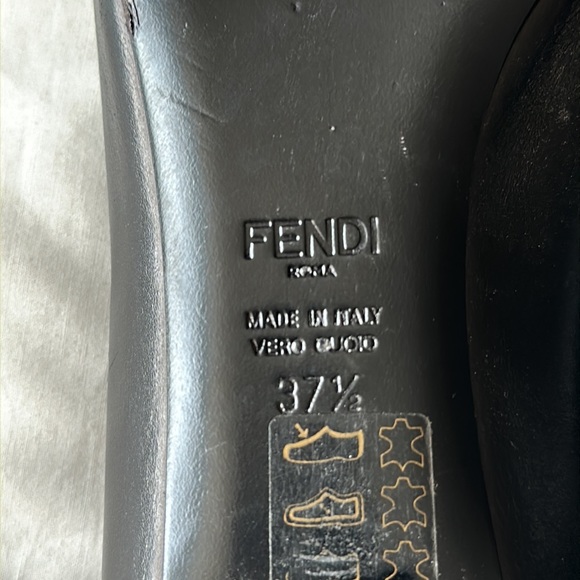 FENDI
ROMA
MADE IN ITALY
VERO CUOIO
37½